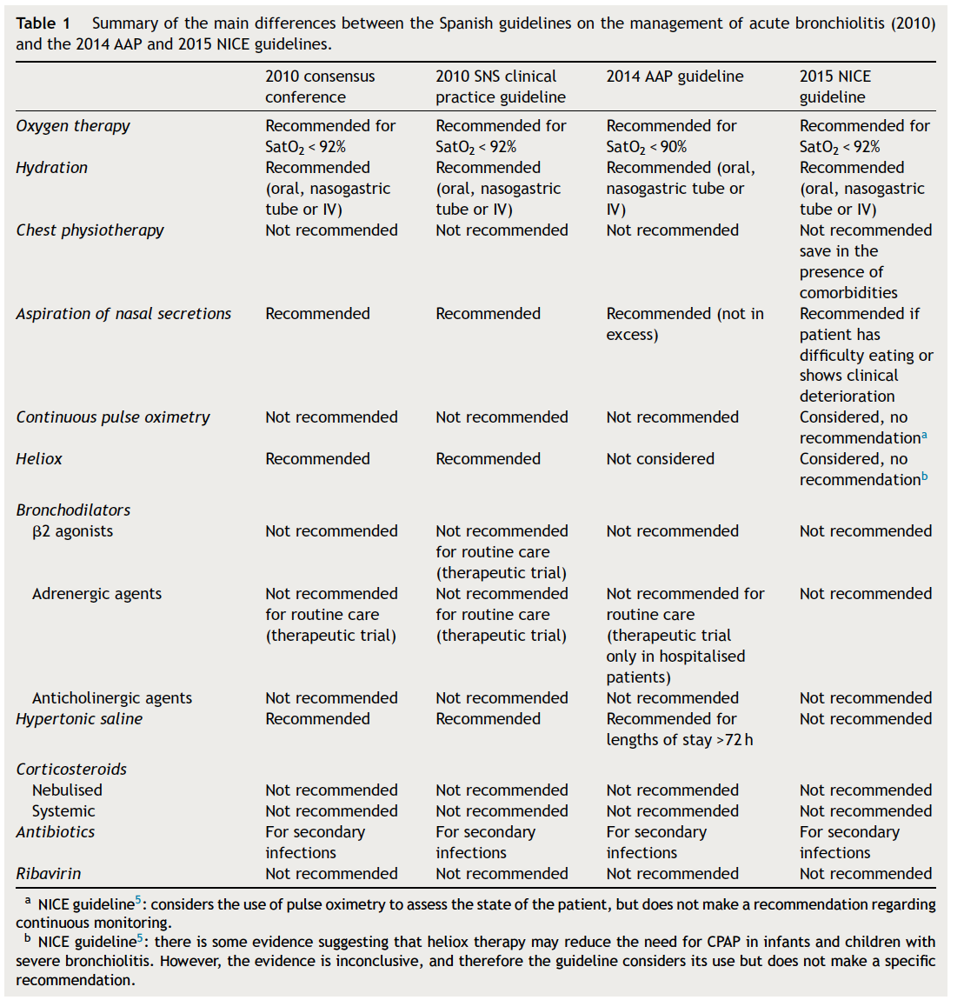 Table 1 Summary of the main differences between the Spanish guidelines on the management of acute bronchiolitis (2010)
and the 2014 AAP and 2015 NICE guidelines.
2010 consensus 2010 SNS clinical 2014 AAP guideline 2015 NICE
conference practice guideline guideline
Oxygen therapy Recommended for Recommended for Recommended for Recommended for
SatO₂ < 92% SatO₂ < 92% SatO₂ < 90% SatO₂ < 92%
Hydration Recommended Recommended Recommended (oral, Recommended
(oral, nasogastric (oral, nasogastric nasogastric tube or (oral, nasogastric
tube or IV) tube or IV) IV) tube or IV)
Chest physiotherapy Not recommended Not recommended Not recommended Not recommended
save in the
presence of
comorbidities
Aspiration of nasal secretions Recommended Recommended Recommended (not in Recommended if
excess) patient has
difficulty eating or
shows clinical
deterioration
Continuous pulse oximetry Not recommended Not recommended Not recommended Considered, no
recommendationᵃ
Heliox Recommended Recommended Not considered Considered, no
recommendationᵇ
Bronchodilators
β2 agonists Not recommended Not recommended Not recommended Not recommended
for routine care
(therapeutic trial)
Adrenergic agents Not recommended Not recommended Not recommended for Not recommended
for routine care for routine care routine care
(therapeutic trial) (therapeutic trial) (therapeutic trial
only in hospitalised
patients)
Anticholinergic agents Not recommended Not recommended Not recommended Not recommended
Hypertonic saline Recommended Recommended Recommended for Not recommended
lengths of stay >72 h
Corticosteroids
Nebulised Not recommended Not recommended Not recommended Not recommended
Systemic Not recommended Not recommended Not recommended Not recommended
Antibiotics For secondary For secondary For secondary For secondary
infections infections infections infections
Ribavirin Not recommended Not recommended Not recommended Not recommended
ᵃ NICE guideline⁵: considers the use of pulse oximetry to assess the state of the patient, but does not make a recommendation regarding
continuous monitoring.
ᵇ NICE guideline⁵: there is some evidence suggesting that heliox therapy may reduce the need for CPAP in infants and children with
severe bronchiolitis. However, the evidence is inconclusive, and therefore the guideline considers its use but does not make a specific
recommendation.